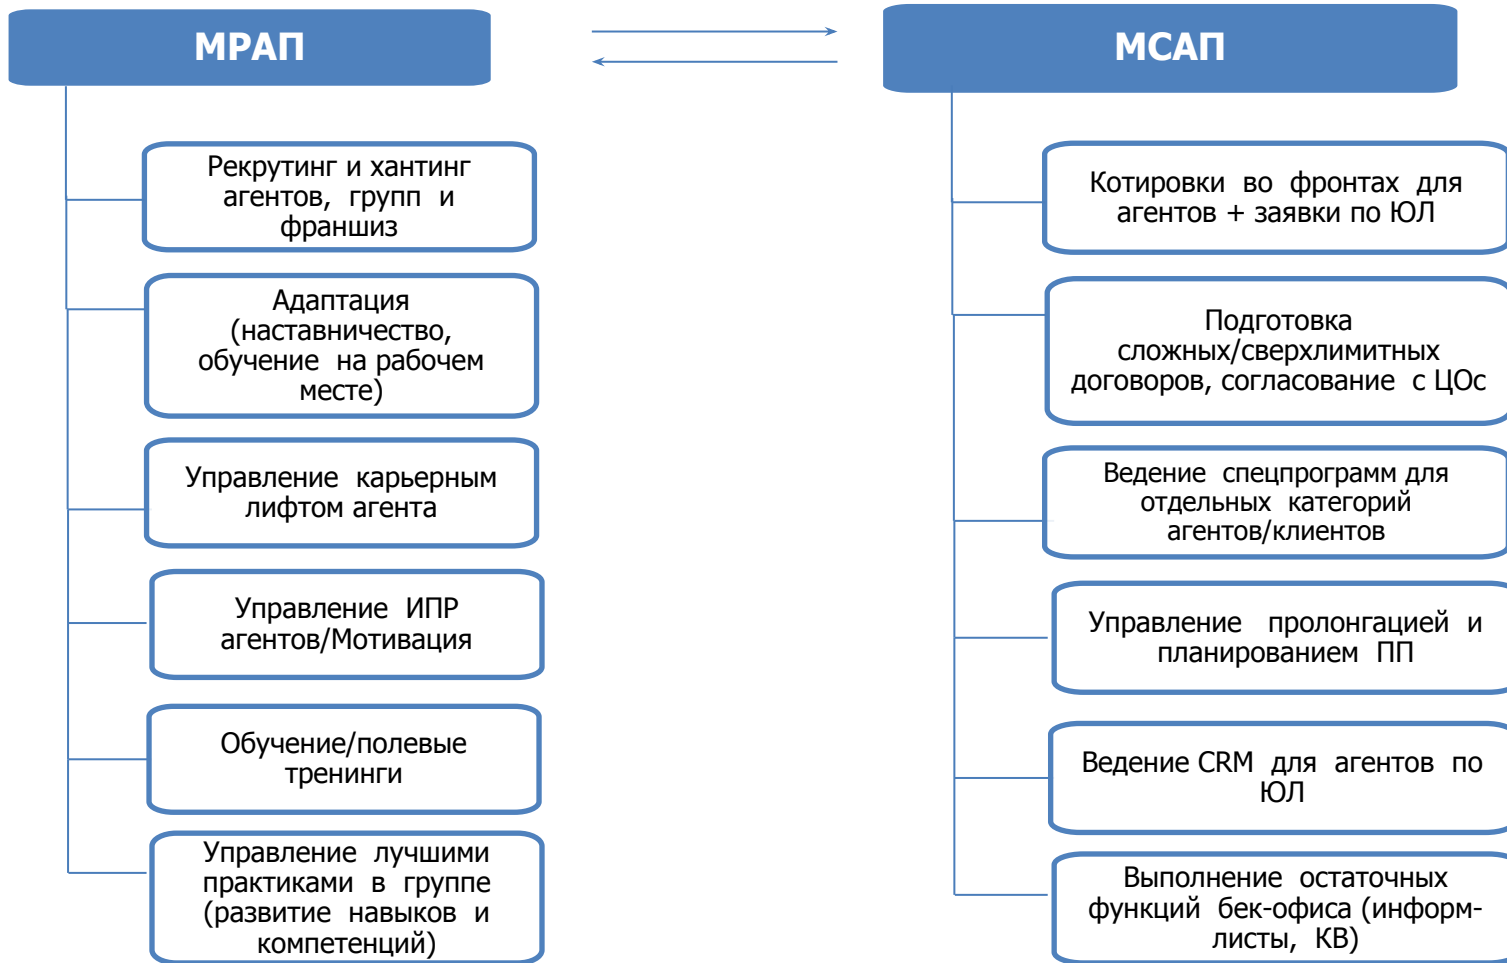 МРАП
Рекрутинг и хантинг
агентов, групп и
франшиз
Адаптация
(наставничество,
обучение на рабочем
месте)
Управление карьерным
лифтом агента
Управление ИПР
агентов/Мотивация
Обучение/полевые
тренинги
Управление лучшими
практиками в группе
(развитие навыков и
компетенций)
МСАП
Котировки во фронтах для
агентов + заявки по ЮЛ
Подготовка
сложных/сверхлимитных
договоров, согласование с ЦОс
Ведение спецпрограмм для
отдельных категорий
агентов/клиентов
Управление пролонгацией и
планированием ПП
Ведение CRM для агентов по
ЮЛ
Выполнение остаточных
функций бек-офиса (информ-
листы, КВ)